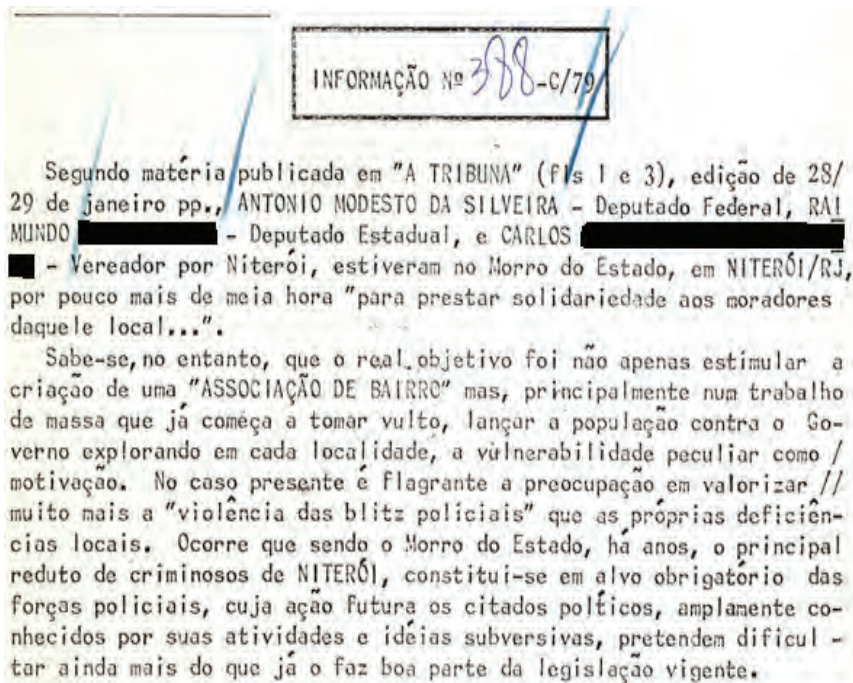 INFORMAÇÃO Nº 388-C/79
Segundo matéria publicada em "A TRIBUNA" (fls 1 e 3), edição de 28/
29 de janeiro pp., ANTONIO MODESTO DA SILVEIRA - Deputado Federal, RAI
MUNDO - Deputado Estadual, e CARLOS
- Vereador por Niterói, estiveram no Morro do Estado, em NITERÓI/RJ,
por pouco mais de meia hora "para prestar solidariedade aos moradores
daquele local...".
Sabe-se, no entanto, que o real objetivo foi não apenas estimular a
criação de uma "ASSOCIAÇÃO DE BAIRRO" mas, principalmente num trabalho
de massa que já começa a tomar vulto, lançar a população contra o Go-
verno explorando em cada localidade, a vulnerabilidade peculiar como /
motivação. No caso presente é flagrante a preocupação em valorizar //
muito mais a "violência das blitz policiais" que as próprias deficiên-
cias locais. Ocorre que sendo o Morro do Estado, há anos, o principal
reduto de criminosos de NITERÓI, constitui-se em alvo obrigatório das
forças policiais, cuja ação futura os citados políticos, amplamente co-
nhecidos por suas atividades e idéias subversivas, pretendem dificul -
tar ainda mais do que já o faz boa parte da legislação vigente.